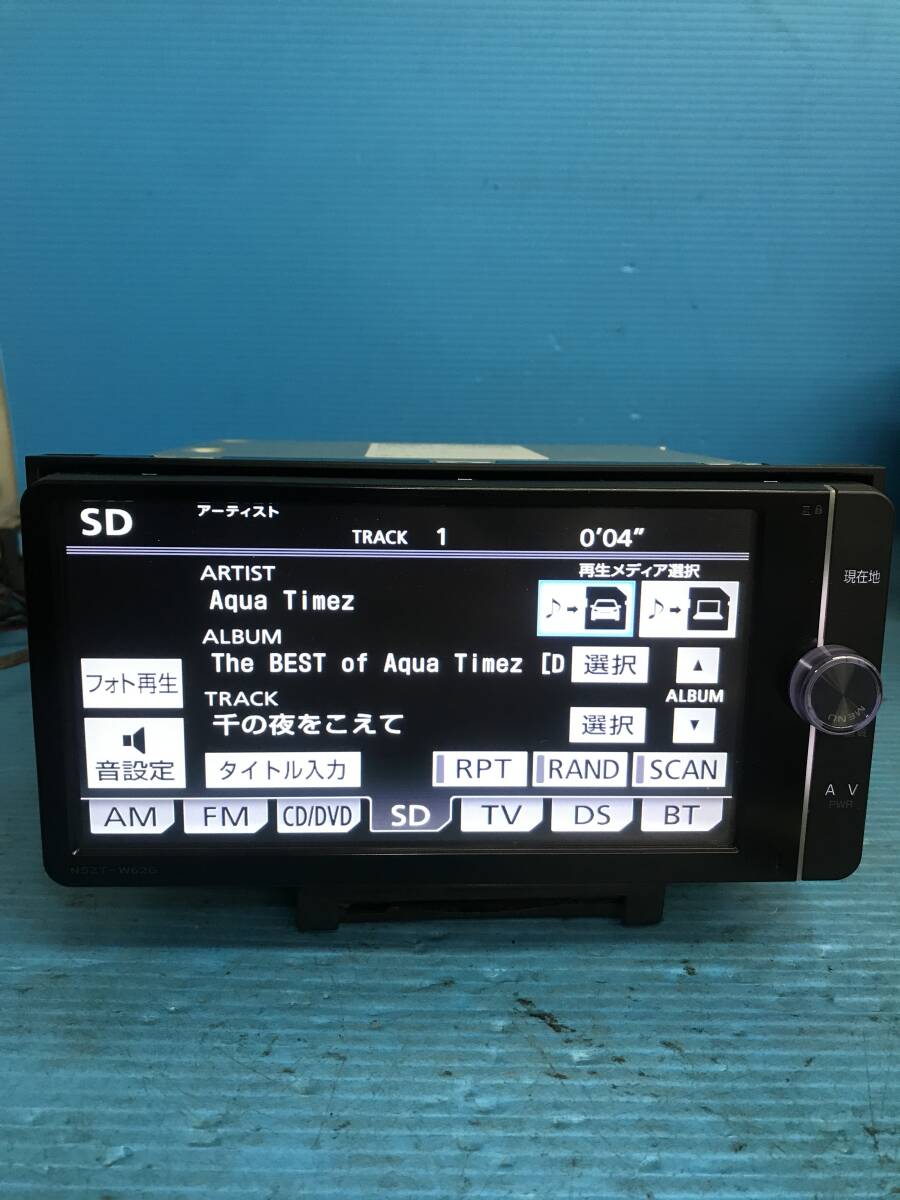 SD
アーティスト
TRACK 1 0'04"
ARTIST
再生メディア選択
Aqua Timez
ALBUM
The BEST of Aqua Timez [D 選択 ▲
フォト再生
TRACK
ALBUM
千の夜をこえて 選択 ▼
音設定 タイトル入力 RPT RAND SCAN
AM FM CD/DVD SD TV DS BT
現在地
MENU
A V
PWR
NSZT-W62G